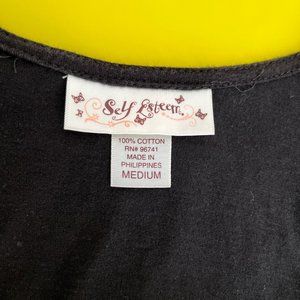 Self Esteem
100% COTTON
RN# 96741
MADE IN
PHILIPPINES
MEDIUM